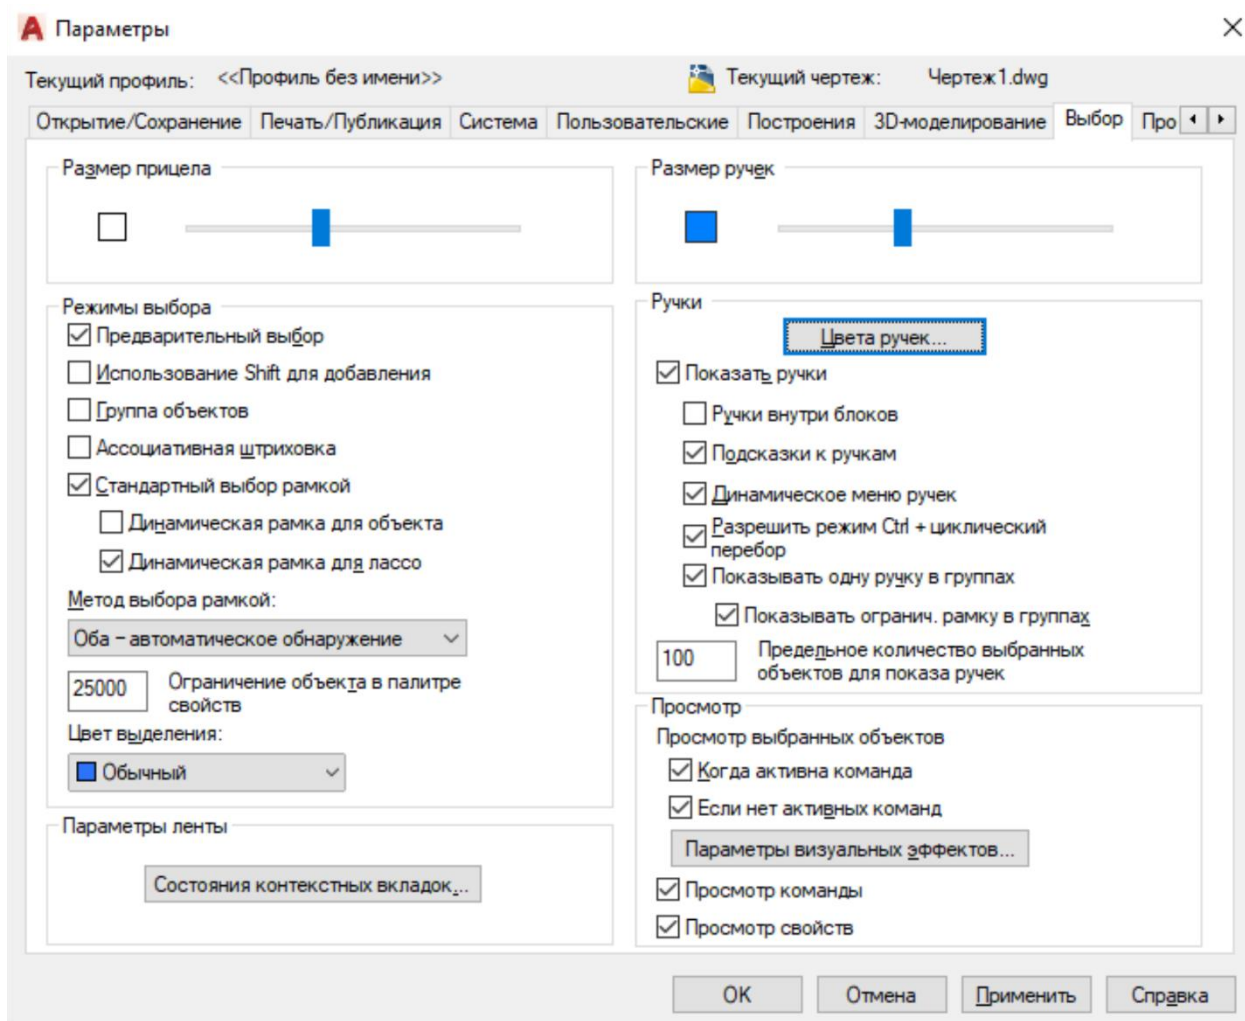 Параметры
Текущий профиль: <<Профиль без имени>> Текущий чертеж: Чертеж1.dwg
Открытие/Сохранение Печать/Публикация Система Пользовательские Построения 3D-моделирование Выбор Про
Размер прицела
Режимы выбора
Предварительный выбор
Использование Shift для добавления
Группа объектов
Ассоциативная штриховка
Стандартный выбор рамкой
Динамическая рамка для объекта
Динамическая рамка для лассо
Метод выбора рамкой:
Оба – автоматическое обнаружение
25000 Ограничение объекта в палитре
свойств
Цвет выделения:
Обычный
Параметры ленты
Состояния контекстных вкладок...
Размер ручек
Ручки
Цвета ручек...
Показать ручки
Ручки внутри блоков
Подсказки к ручкам
Динамическое меню ручек
Разрешить режим Ctrl + циклический
перебор
Показывать одну ручку в группах
Показывать огранич. рамку в группах
100 Предельное количество выбранных
объектов для показа ручек
Просмотр
Просмотр выбранных объектов
Когда активна команда
Если нет активных команд
Параметры визуальных эффектов...
Просмотр команды
Просмотр свойств
OK Отмена Применить Справка